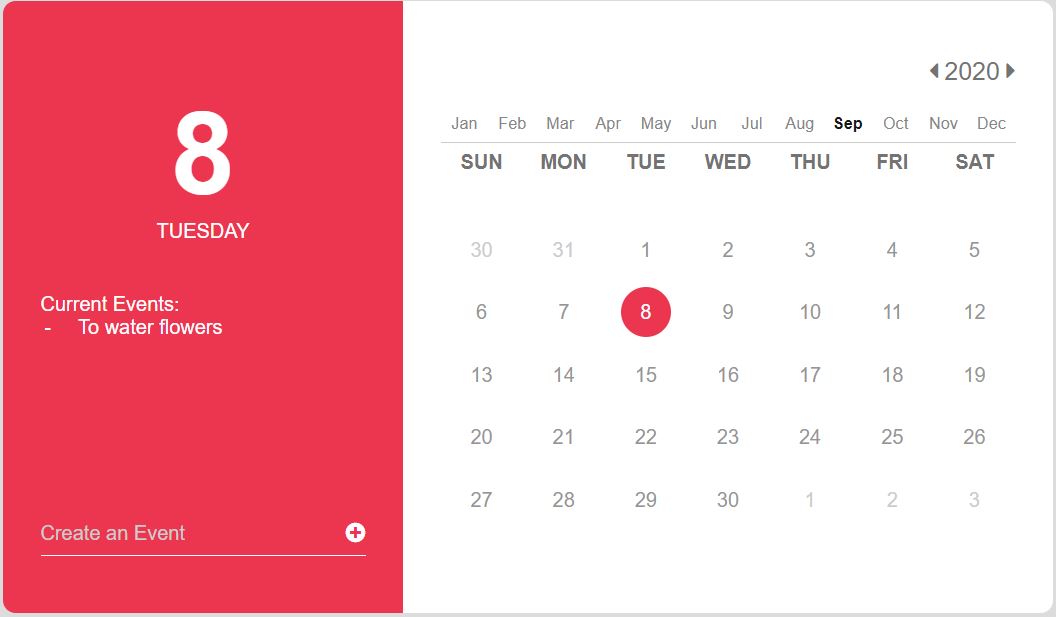 8
TUESDAY
Current Events:
- To water flowers
Create an Event
2020
Jan Feb Mar Apr May Jun Jul Aug Sep Oct Nov Dec
SUN MON TUE WED THU FRI SAT
30 31 1 2 3 4 5
6 7 8 9 10 11 12
13 14 15 16 17 18 19
20 21 22 23 24 25 26
27 28 29 30 1 2 3